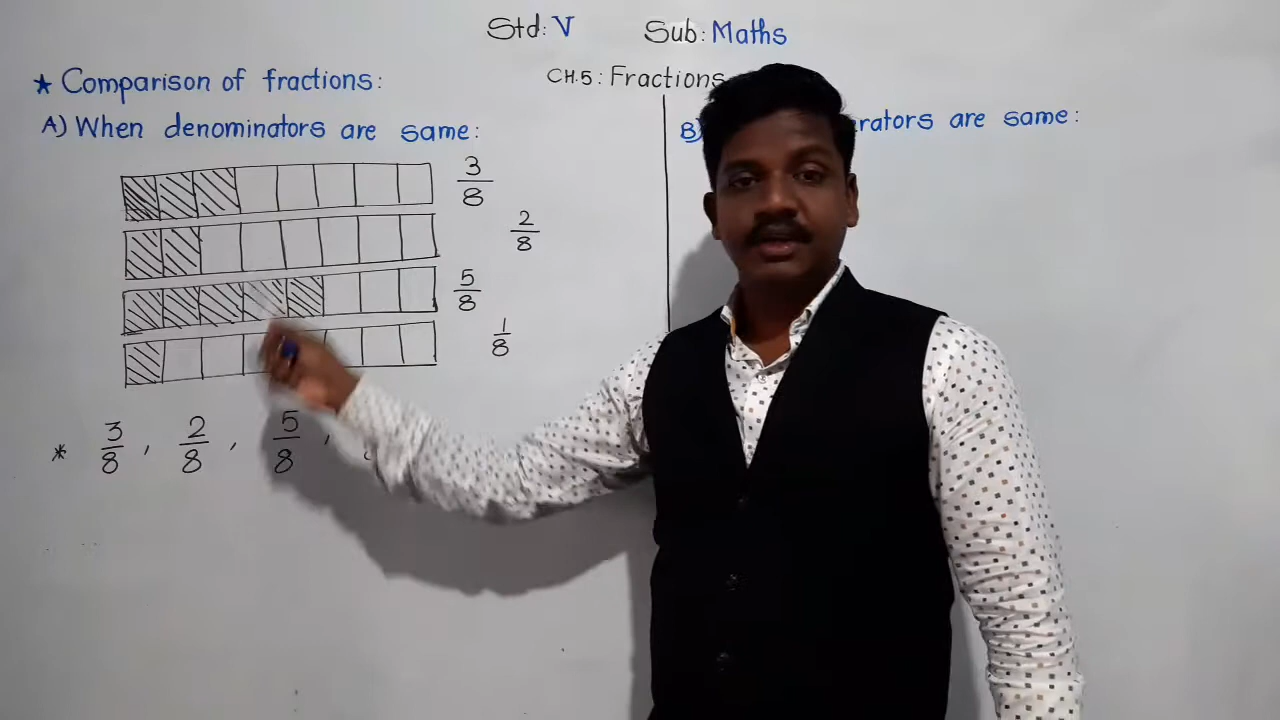 Std: V Sub: Maths
CH.5: Fractions
★ Comparison of fractions:
A) When denominators are same:
3/8
2/8
5/8
1/8
* 3/8, 2/8, 5/8,
B) are same: